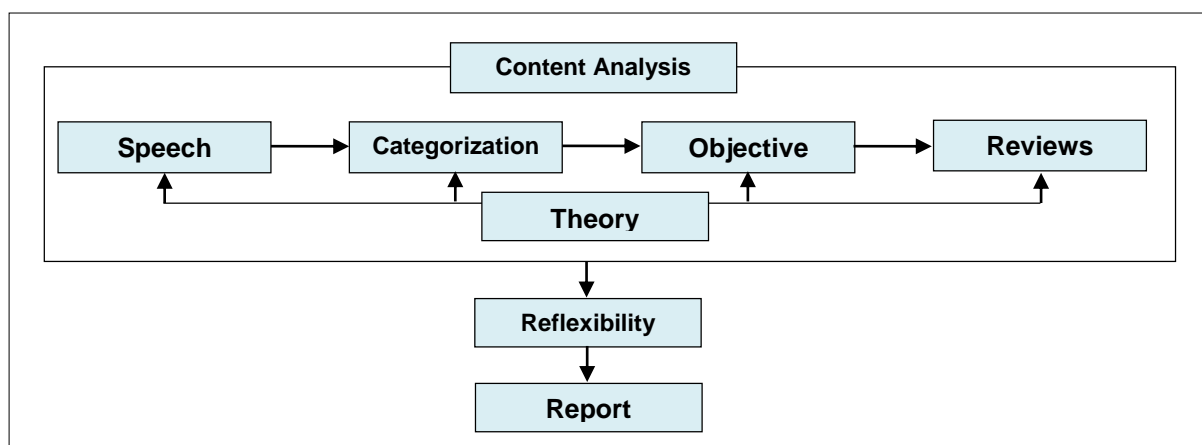 Content Analysis
Speech
Categorization
Objective
Reviews
Theory
Reflexibility
Report